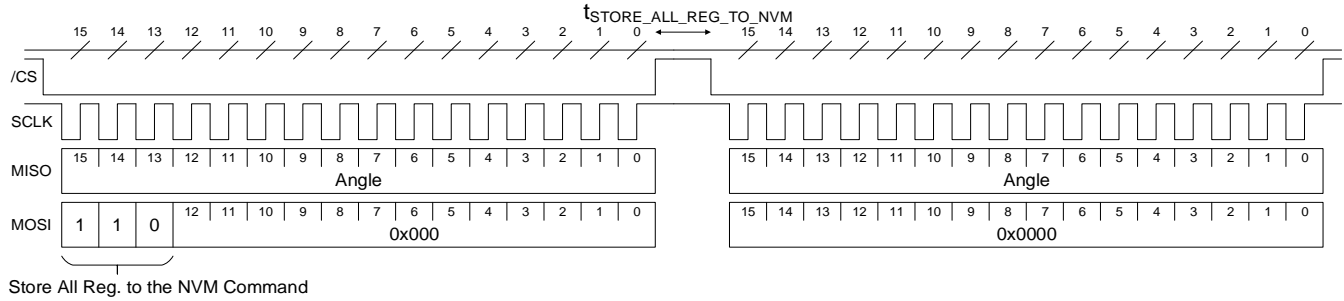 tSTORE_ALL_REG_TO_NVM
15 14 13 12 11 10 9 8 7 6 5 4 3 2 1 0 15 14 13 12 11 10 9 8 7 6 5 4 3 2 1 0
/CS
SCLK
15 14 13 12 11 10 9 8 7 6 5 4 3 2 1 0 15 14 13 12 11 10 9 8 7 6 5 4 3 2 1 0
MISO
Angle Angle
12 11 10 9 8 7 6 5 4 3 2 1 0 15 14 13 12 11 10 9 8 7 6 5 4 3 2 1 0
MOSI 1 1 0
0x000 0x0000
Store All Reg. to the NVM Command